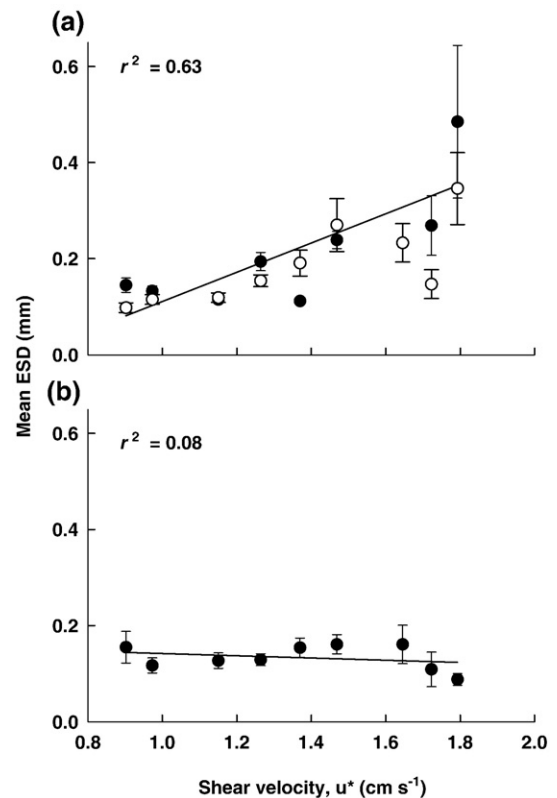 (a)
r² = 0.63
0.6
0.4
0.2
0.0
Mean ESD (mm)
(b)
r² = 0.08
0.6
0.4
0.2
0.0
0.8 1.0 1.2 1.4 1.6 1.8 2.0
Shear velocity, u* (cm s⁻¹)